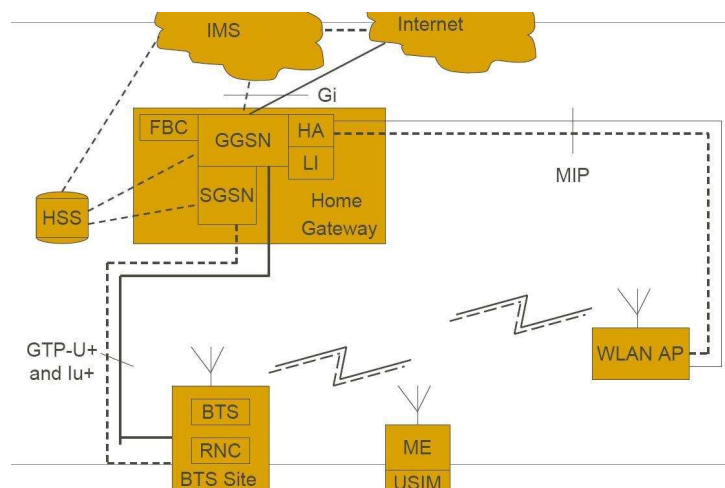 IMS
Internet
Gi
FBC
GGSN
HA
LI
MIP
SGSN
HSS
Home
Gateway
GTP-U+
and Iu+
WLAN AP
BTS
RNC
BTS Site
ME
USIM